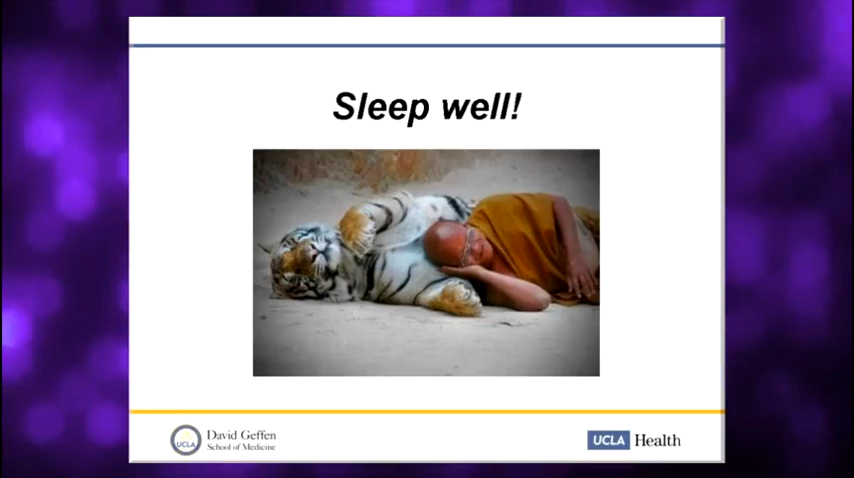 Sleep well!
UCLA
David Geffen
School of Medicine
UCLA Health